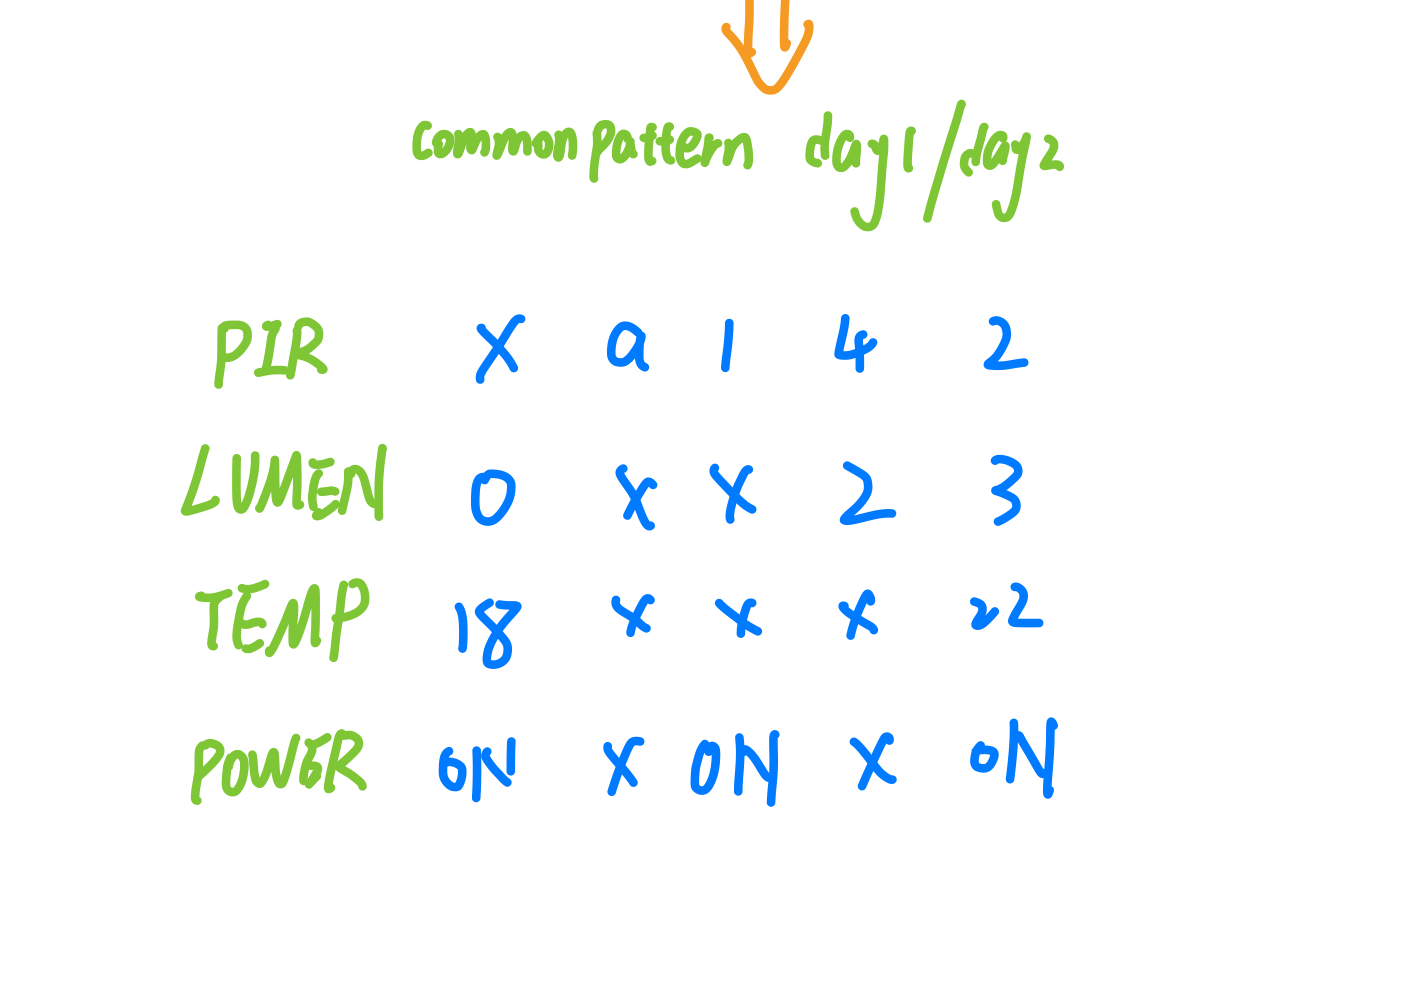 common pattern day1/day2
PIR X a 1 4 2
LUMEN 0 x x 2 3
TEMP 18 x x x 22
POWER ON x ON x ON